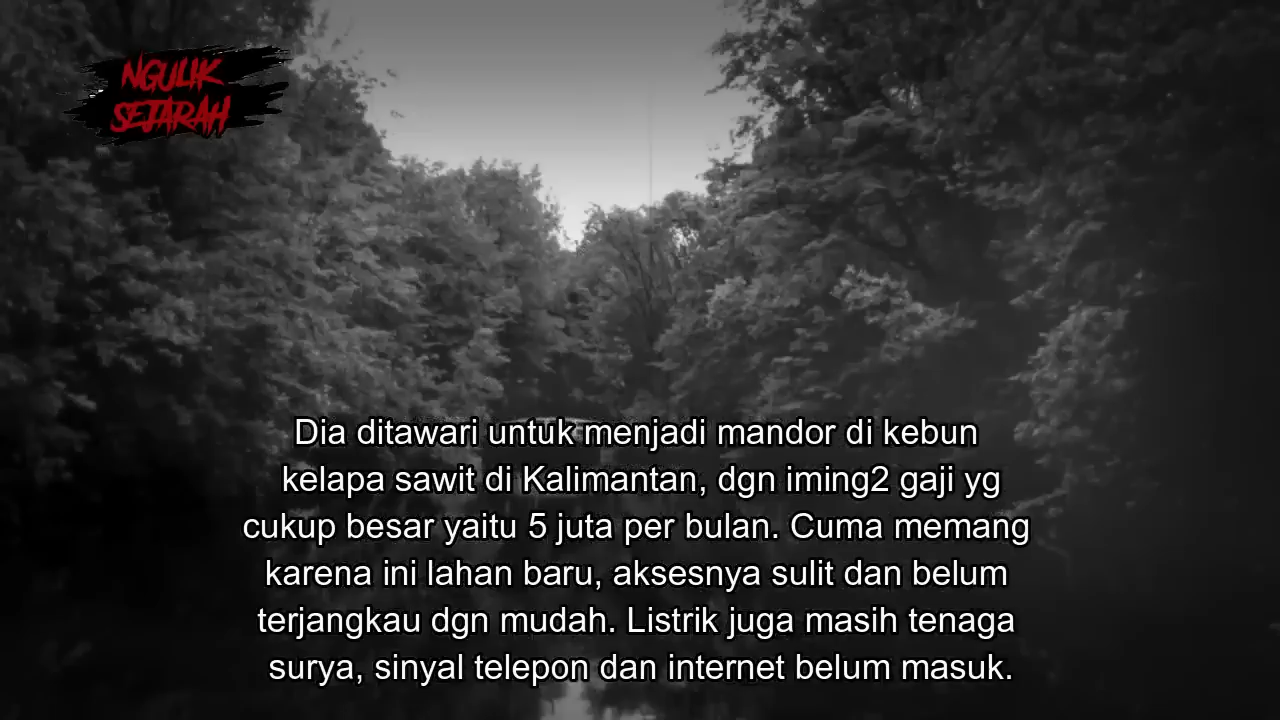 NGULIK
SEJARAH
Dia ditawari untuk menjadi mandor di kebun
kelapa sawit di Kalimantan, dgn iming2 gaji yg
cukup besar yaitu 5 juta per bulan. Cuma memang
karena ini lahan baru, aksesnya sulit dan belum
terjangkau dgn mudah. Listrik juga masih tenaga
surya, sinyal telepon dan internet belum masuk.